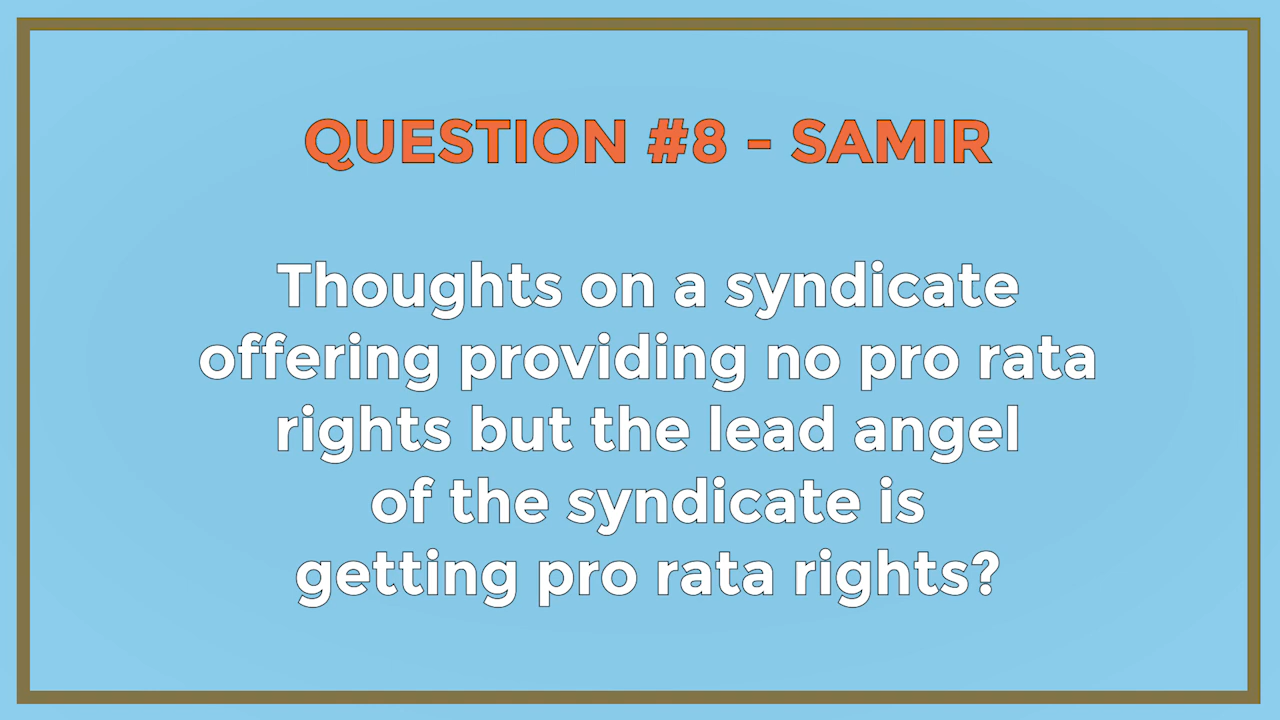 QUESTION #8 - SAMIR
Thoughts on a syndicate
offering providing no pro rata
rights but the lead angel
of the syndicate is
getting pro rata rights?